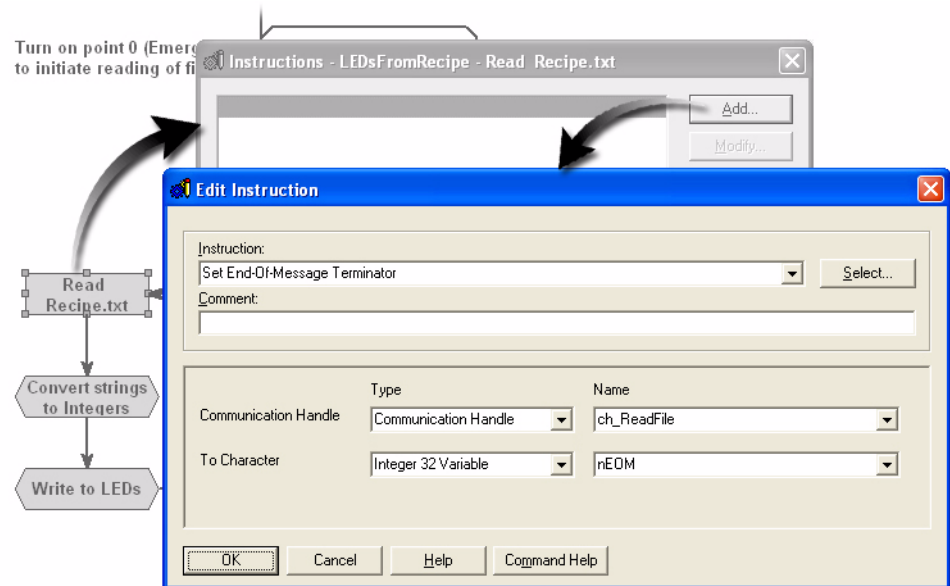 Turn on point 0 (Emerg
to initiate reading of fi
Instructions - LEDsFromRecipe - Read Recipe.txt
Add...
Modify...
Edit Instruction
Instruction:
Set End-Of-Message Terminator
Select...
Comment:
Read
Recipe.txt
Type
Name
Convert strings
to Integers
Communication Handle
Communication Handle
ch_ReadFile
To Character
Integer 32 Variable
nEOM
Write to LEDs
OK
Cancel
Help
Command Help